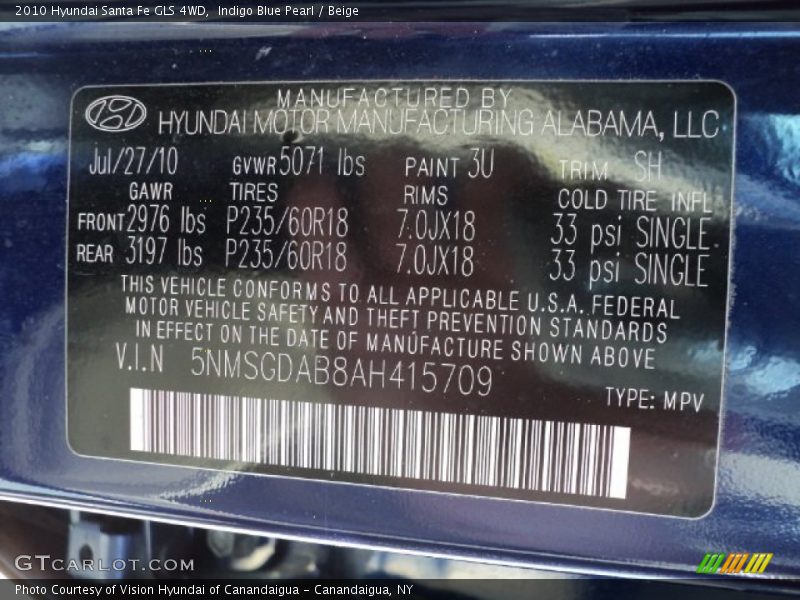 2010 Hyundai Santa Fe GLS 4WD,  Indigo Blue Pearl / Beige
MANUFACTURED BY
HYUNDAI MOTOR MANUFACTURING ALABAMA, LLC
Jul/27/10 GVWR 5071 lbs PAINT 3U TRIM SH
GAWR TIRES RIMS COLD TIRE INFL
FRONT 2976 lbs P235/60R18 7.0JX18 33 psi SINGLE
REAR 3197 lbs P235/60R18 7.0JX18 33 psi SINGLE
THIS VEHICLE CONFORMS TO ALL APPLICABLE U.S.A. FEDERAL
MOTOR VEHICLE SAFETY AND THEFT PREVENTION STANDARDS
IN EFFECT ON THE DATE OF MANUFACTURE SHOWN ABOVE
V.I.N 5NMSGDAB8AH415709
TYPE: MPV
GTCARLOT.COM
Photo Courtesy of Vision Hyundai of Canandaigua - Canandaigua, NY